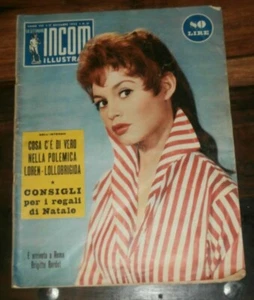 INCOM
ILLUSTRATA
80
LIRE
COSA C'È DI VERO
NELLA POLEMICA
LOREN-LOLLOBRIGIDA
CONSIGLI
per i regali
di Natale
È arrivata a Roma
Brigitte Bardot